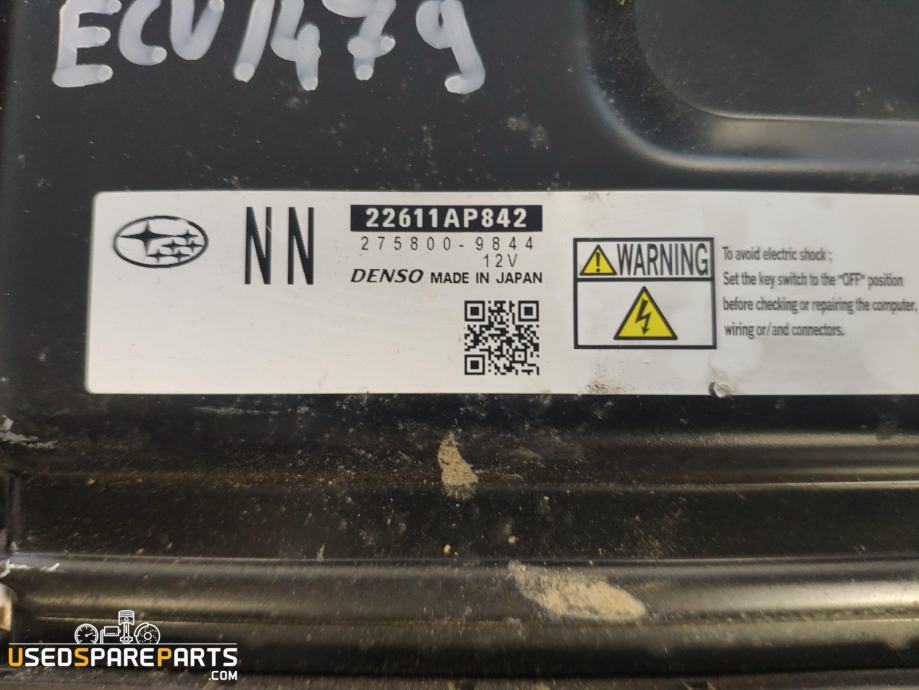 ECU1479
NN
22611AP842
275800-9844
12V
DENSO MADE IN JAPAN
WARNING
To avoid electric shock ;
Set the key switch to the "OFF" position
before checking or repairing the computer,
wiring or/and connectors.
USEDSPAREPARTS
.COM